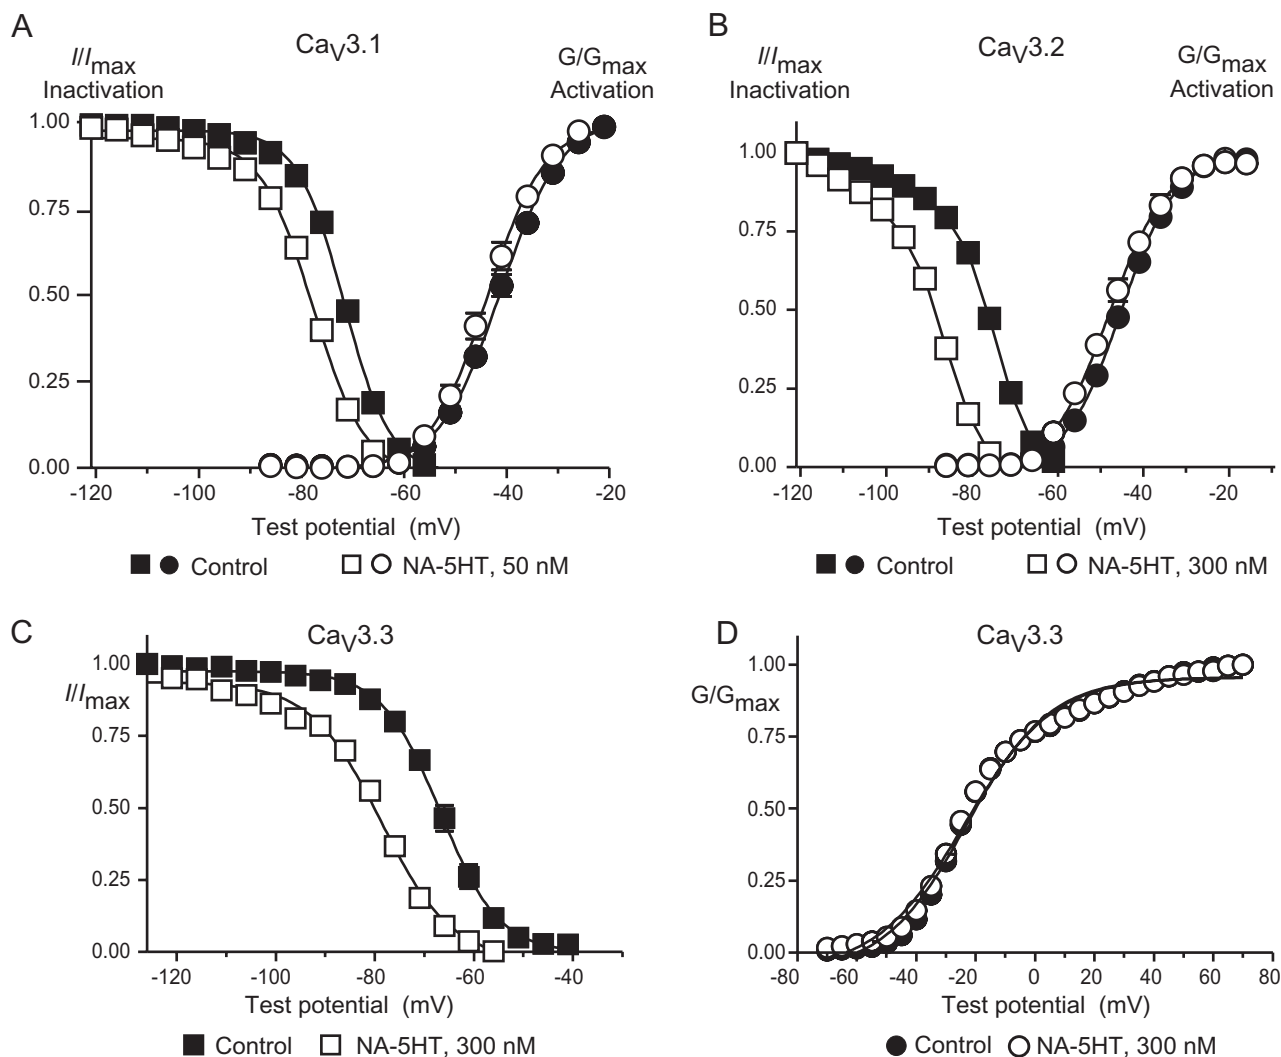 A
CaV3.1
I/Imax
Inactivation
G/Gmax
Activation
1.00
0.75
0.50
0.25
0.00
-120 -100 -80 -60 -40 -20
Test potential (mV)
Control NA-5HT, 50 nM
B
CaV3.2
I/Imax
Inactivation
G/Gmax
Activation
1.00
0.75
0.50
0.25
0.00
-120 -100 -80 -60 -40 -20
Test potential (mV)
Control NA-5HT, 300 nM
C
CaV3.3
1.00
I/Imax
0.75
0.50
0.25
0.00
-120 -100 -80 -60 -40
Test potential (mV)
Control NA-5HT, 300 nM
D
CaV3.3
1.00
G/Gmax
0.75
0.50
0.25
0.00
-80 -60 -40 -20 0 20 40 60 80
Test potential (mV)
Control NA-5HT, 300 nM